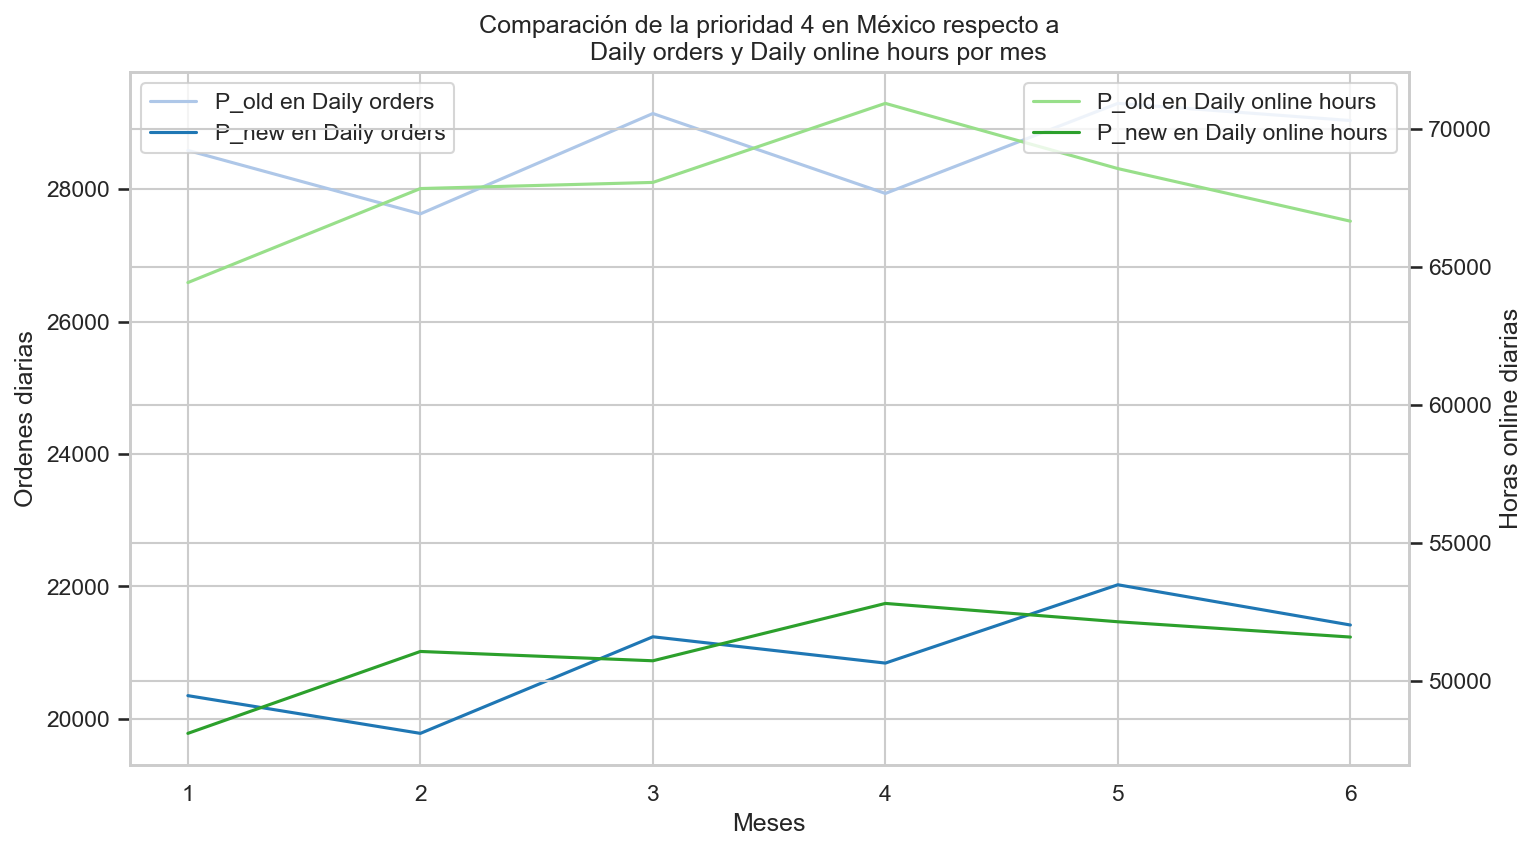 Comparación de la prioridad 4 en México respecto a
Daily orders y Daily online hours por mes
P_old en Daily orders
P_new en Daily orders
P_old en Daily online hours
P_new en Daily online hours
Ordenes diarias
28000
26000
24000
22000
20000
Horas online diarias
70000
65000
60000
55000
50000
1 2 3 4 5 6
Meses